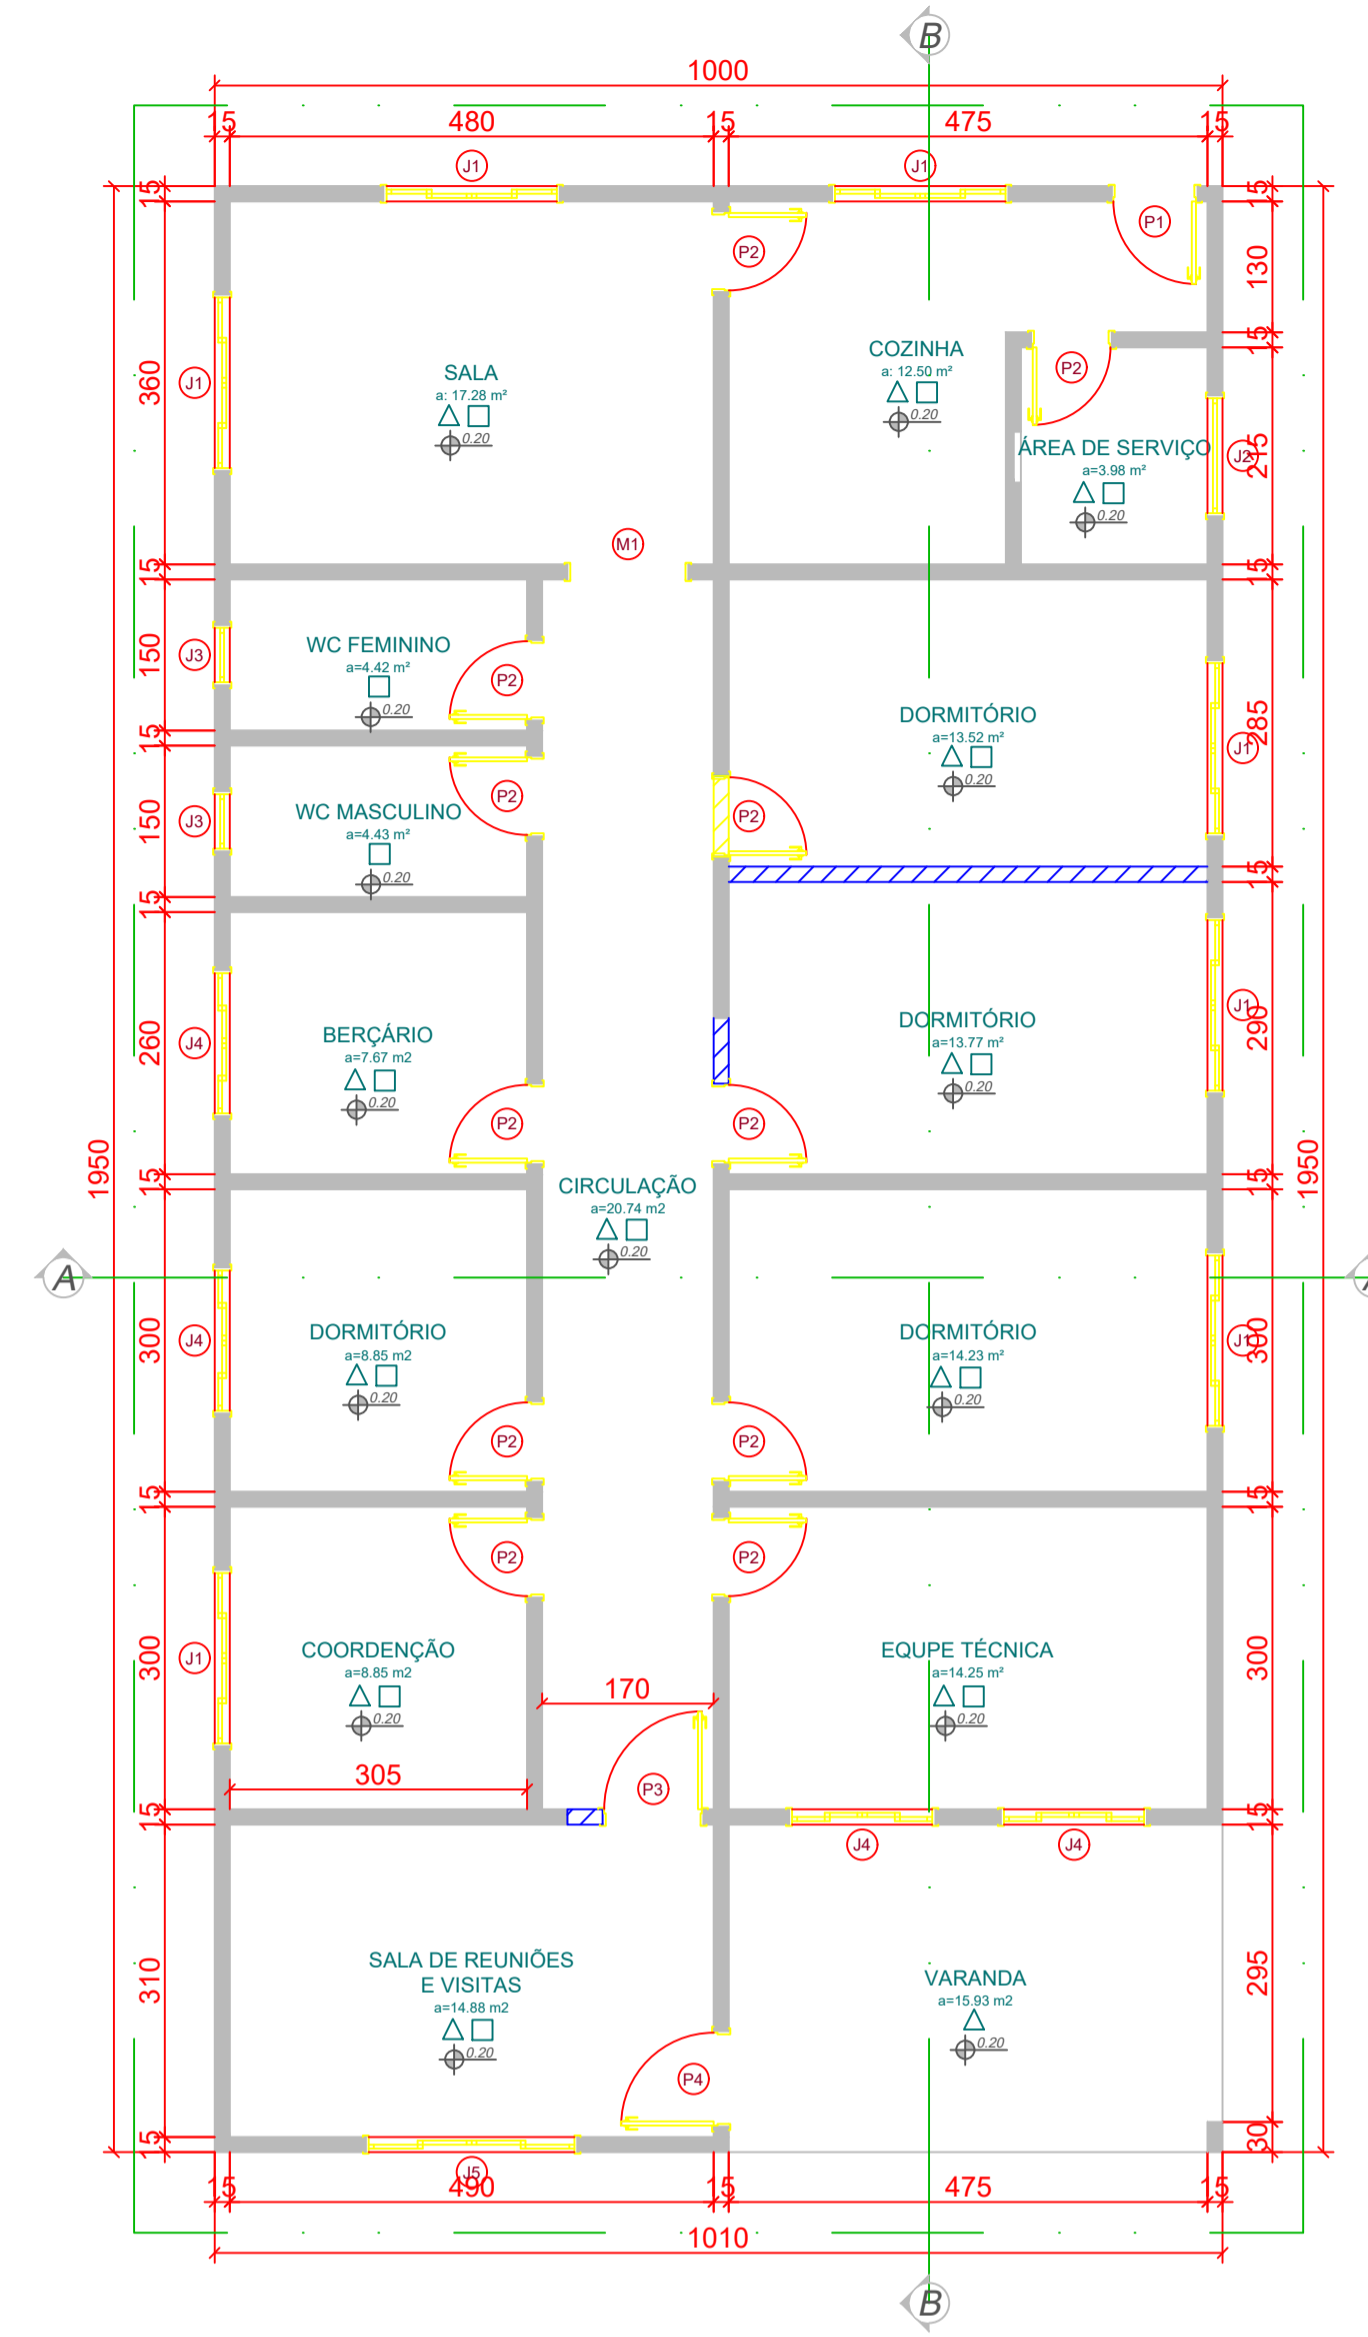 B
1000
15
480
15
475
15
J1
J1
15
15
P1
P2
130
15
COZINHA
a: 12.50 m²
0.20
SALA
a: 17.28 m²
0.20
P2
360
J1
ÁREA DE SERVIÇO
a=3.98 m²
0.20
J2
215
M1
15
15
WC FEMININO
a=4.42 m²
0.20
J3
150
P2
DORMITÓRIO
a=13.52 m²
0.20
285
J1
15
WC MASCULINO
a=4.43 m²
0.20
J3
150
P2
P2
15
15
BERÇÁRIO
a=7.67 m2
0.20
J4
260
DORMITÓRIO
a=13.77 m²
0.20
J1
290
P2
P2
1950
1950
15
15
CIRCULAÇÃO
a=20.74 m2
0.20
A
DORMITÓRIO
a=8.85 m2
0.20
J4
300
DORMITÓRIO
a=14.23 m²
0.20
J1
300
P2
P2
15
15
P2
P2
COORDENÇÃO
a=8.85 m2
0.20
J1
300
EQUPE TÉCNICA
a=14.25 m²
0.20
300
170
305
P3
15
15
J4
J4
SALA DE REUNIÕES
E VISITAS
a=14.88 m2
0.20
310
VARANDA
a=15.93 m2
0.20
295
P4
15
30
J5
15
490
15
475
15
1010
B